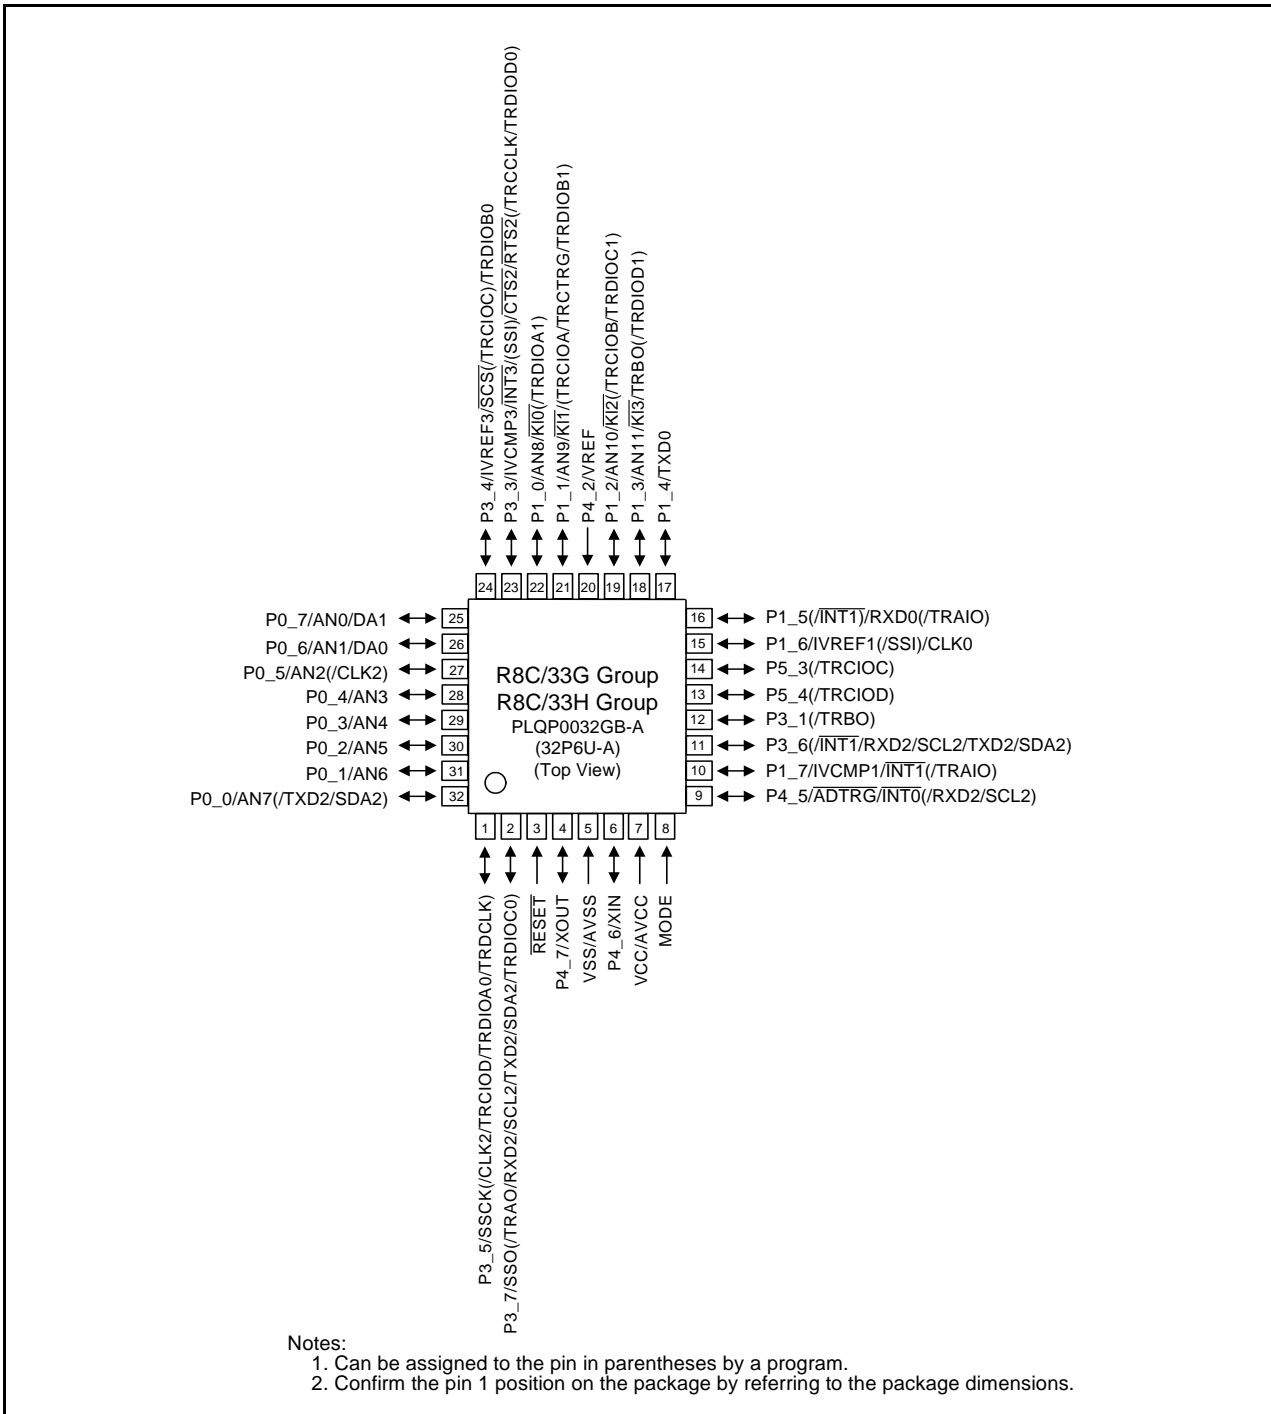 P3_4/IVREF3/SCS(/TRCIOC)/TRDIOB0
P3_3/IVCMP3/INT3/(SSI)/CTS2/RTS2(/TRCCLK/TRDIOD0)
P1_0/AN8/KI0(/TRDIOA1)
P1_1/AN9/KI1/(TRCIOA/TRCTRG/TRDIOB1)
P4_2/VREF
P1_2/AN10/KI2(/TRCIOB/TRDIOC1)
P1_3/AN11/KI3/TRBO(/TRDIOD1)
P1_4/TXD0
24 23 22 21 20 19 18 17
P0_7/AN0/DA1 25
P0_6/AN1/DA0 26
P0_5/AN2(/CLK2) 27
P0_4/AN3 28
P0_3/AN4 29
P0_2/AN5 30
P0_1/AN6 31
P0_0/AN7(/TXD2/SDA2) 32
R8C/33G Group
R8C/33H Group
PLQP0032GB-A
(32P6U-A)
(Top View)
16 P1_5(/INT1)/RXD0(/TRAIO)
15 P1_6/IVREF1(/SSI)/CLK0
14 P5_3(/TRCIOC)
13 P5_4(/TRCIOD)
12 P3_1(/TRBO)
11 P3_6(/INT1/RXD2/SCL2/TXD2/SDA2)
10 P1_7/IVCMP1/INT1(/TRAIO)
9 P4_5/ADTRG/INT0(/RXD2/SCL2)
1 2 3 4 5 6 7 8
P3_5/SSCK(/CLK2/TRCIOD/TRDIOA0/TRDCLK)
P3_7/SSO(/TRAO/RXD2/SCL2/TXD2/SDA2/TRDIOC0)
RESET
P4_7/XOUT
VSS/AVSS
P4_6/XIN
VCC/AVCC
MODE
Notes:
1. Can be assigned to the pin in parentheses by a program.
2. Confirm the pin 1 position on the package by referring to the package dimensions.